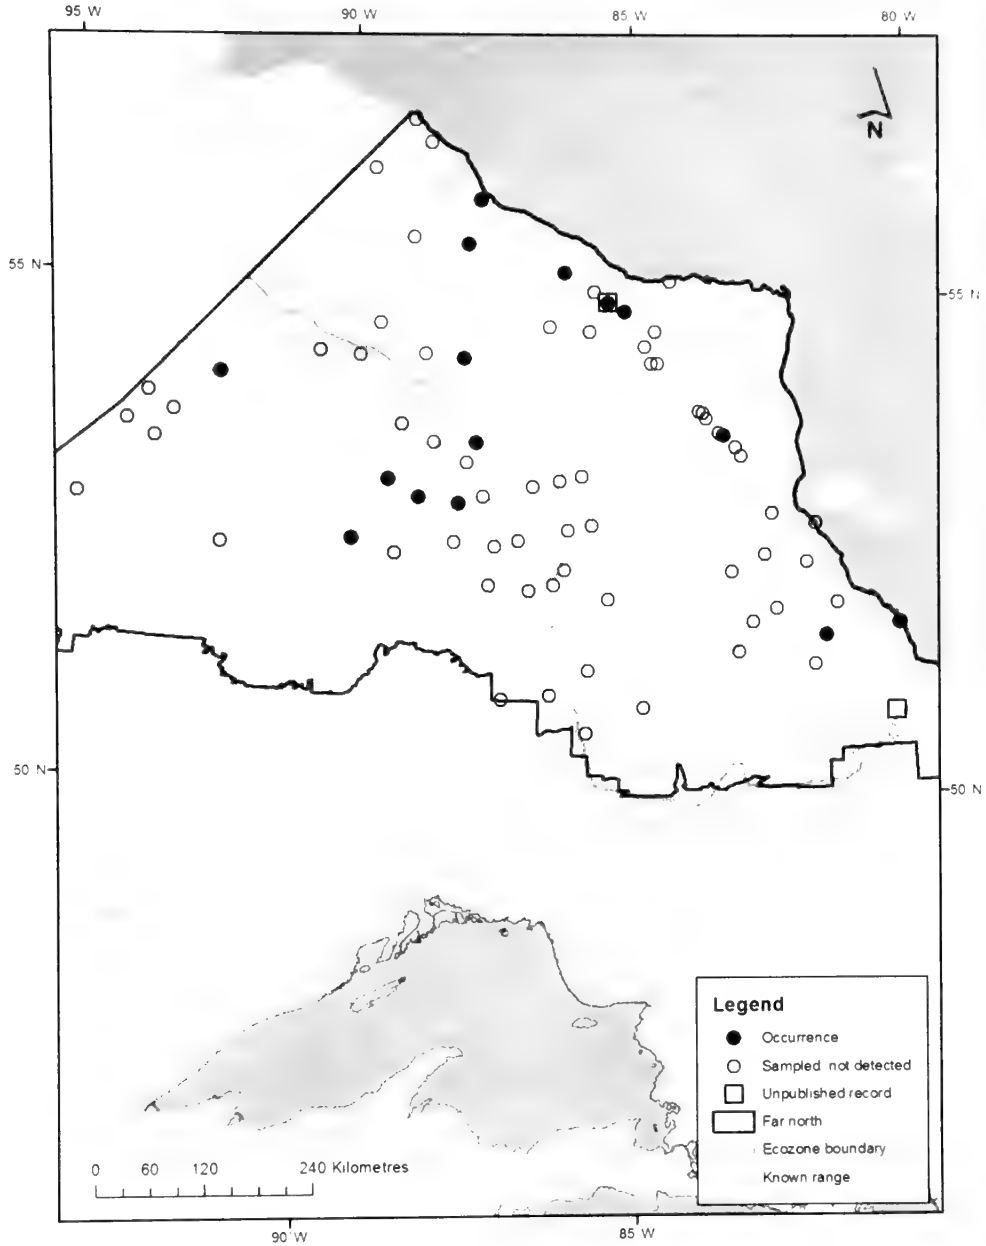 95 W 90 W 85 W 80 W
N
55 N 55 N
50 N 50 N
Legend
Occurrence
Sampled not detected
Unpublished record
Far north
Ecozone boundary
Known range
0 60 120 240 Kilometres
90 W 85 W